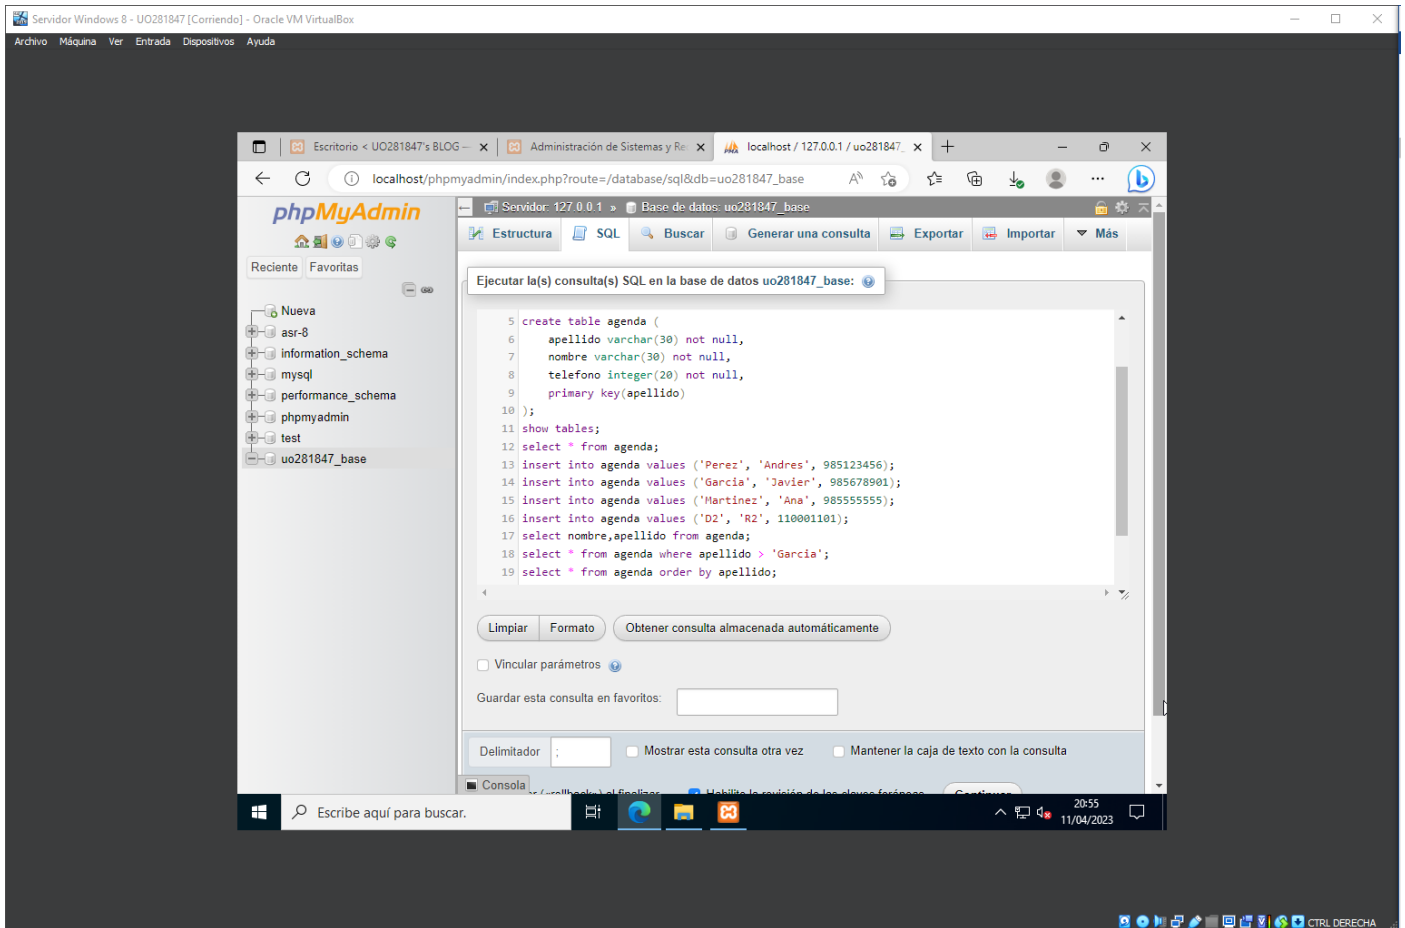 Servidor Windows 8 - UO281847 [Corriendo] - Oracle VM VirtualBox
Archivo Máquina Ver Entrada Dispositivos Ayuda
Escritorio < UO281847's BLOG —
Administración de Sistemas y Re
localhost / 127.0.0.1 / uo281847_
localhost/phpmyadmin/index.php?route=/database/sql&db=uo281847_base
phpMyAdmin
Reciente Favoritas
Nueva
asr-8
information_schema
mysql
performance_schema
phpmyadmin
test
uo281847_base
Servidor: 127.0.0.1 » Base de datos: uo281847_base
Estructura SQL Buscar Generar una consulta Exportar Importar Más
Ejecutar la(s) consulta(s) SQL en la base de datos uo281847_base:
5 create table agenda (
6 apellido varchar(30) not null,
7 nombre varchar(30) not null,
8 telefono integer(20) not null,
9 primary key(apellido)
10 );
11 show tables;
12 select * from agenda;
13 insert into agenda values ('Perez', 'Andres', 985123456);
14 insert into agenda values ('Garcia', 'Javier', 985678901);
15 insert into agenda values ('Martinez', 'Ana', 985555555);
16 insert into agenda values ('D2', 'R2', 110001101);
17 select nombre,apellido from agenda;
18 select * from agenda where apellido > 'Garcia';
19 select * from agenda order by apellido;
Limpiar Formato Obtener consulta almacenada automáticamente
Vincular parámetros
Guardar esta consulta en favoritos:
Delimitador ; Mostrar esta consulta otra vez Mantener la caja de texto con la consulta
Consola
Escribe aquí para buscar.
20:55
11/04/2023
CTRL DERECHA